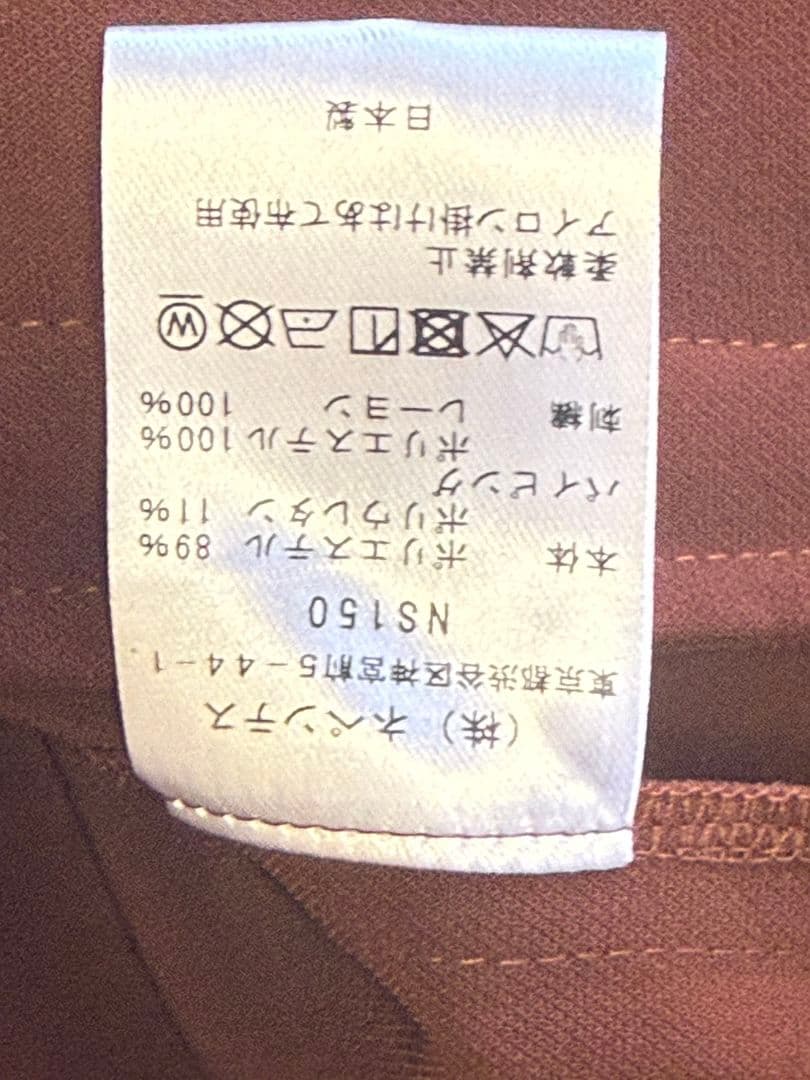 （株）ネペンテス
東京都渋谷区神宮前5-44-1
NS150
本体 ポリエステル 89%
ポリウレタン 11%
パイピング
ポリエステル 100%
刺繍 レーヨン 100%
W
柔軟剤禁止
アイロン掛けはあて布使用
日本製